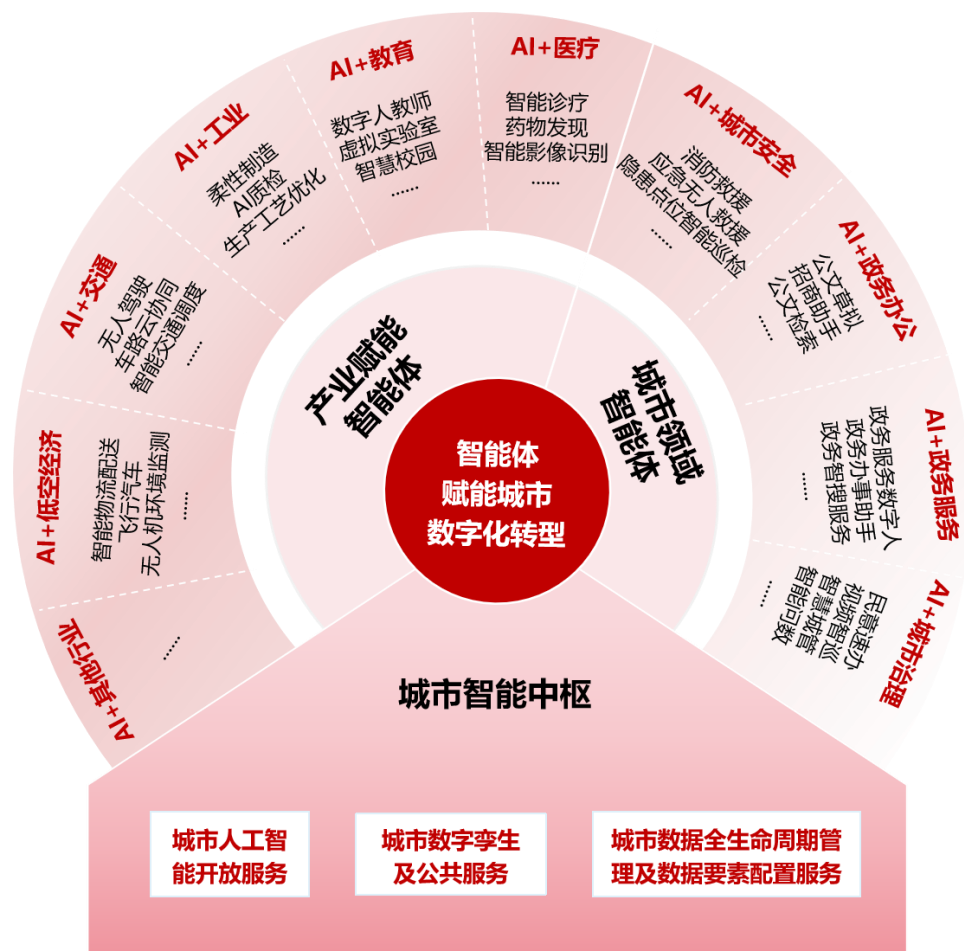 AI+其他行业
......
AI+低空经济
智能物流配送
飞行汽车
无人机环境监测
......
AI+交通
无人驾驶
车路云协同
智能交通调度
......
AI+工业
柔性制造
AI质检
生产工艺优化
......
AI+教育
数字人教师
虚拟实验室
智慧校园
......
AI+医疗
智能诊疗
药物发现
智能影像识别
......
AI+城市安全
消防救援
应急无人救援
隐患点位智能巡检
......
AI+政务办公
公文草拟
招商助手
公文检索
......
AI+政务服务
政务服务数字人
政务办事助手
政务智搜服务
......
AI+城市治理
民意速办
视频智巡
智慧城管
智能问数
......
产业赋能
智能体
城市领域
智能体
智能体
赋能城市
数字化转型
城市智能中枢
城市人工智
能开放服务
城市数字孪生
及公共服务
城市数据全生命周期管
理及数据要素配置服务